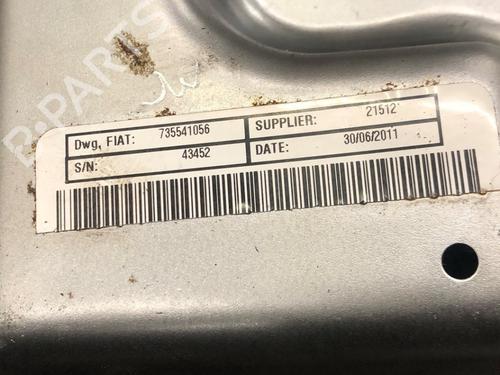 B-PARTS
Dwg, FIAT: 735541056 SUPPLIER: 21512
S/N: 43452 DATE: 30/06/2011